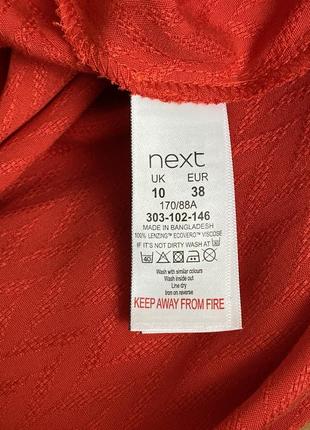 next
UK EUR
10 38
170/88A
303-102-146
MADE IN BANGLADESH
100% LENZING™ ECOVERO™ VISCOSE
IF IT'S NOT DIRTY WASH AT 30
40
Wash with similar colours
Wash inside out
Line dry
Iron on reverse
KEEP AWAY FROM FIRE